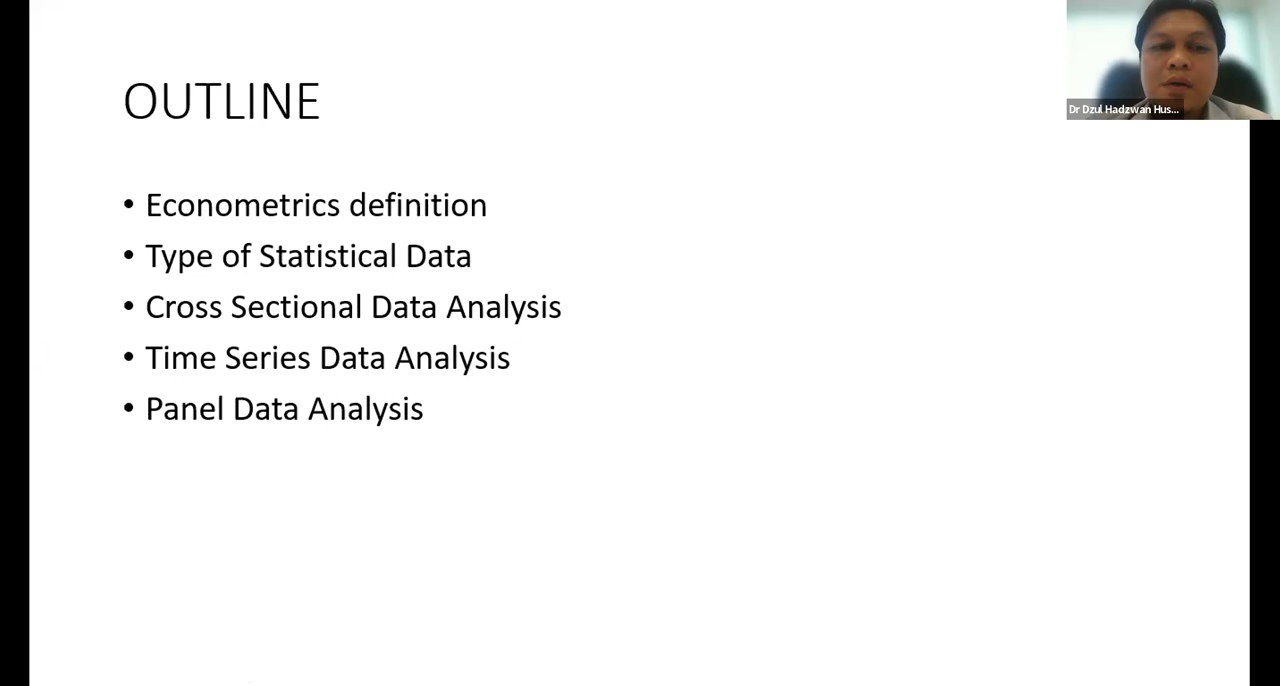 OUTLINE
Dr Dzul Hadzwan Hus...
• Econometrics definition
• Type of Statistical Data
• Cross Sectional Data Analysis
• Time Series Data Analysis
• Panel Data Analysis